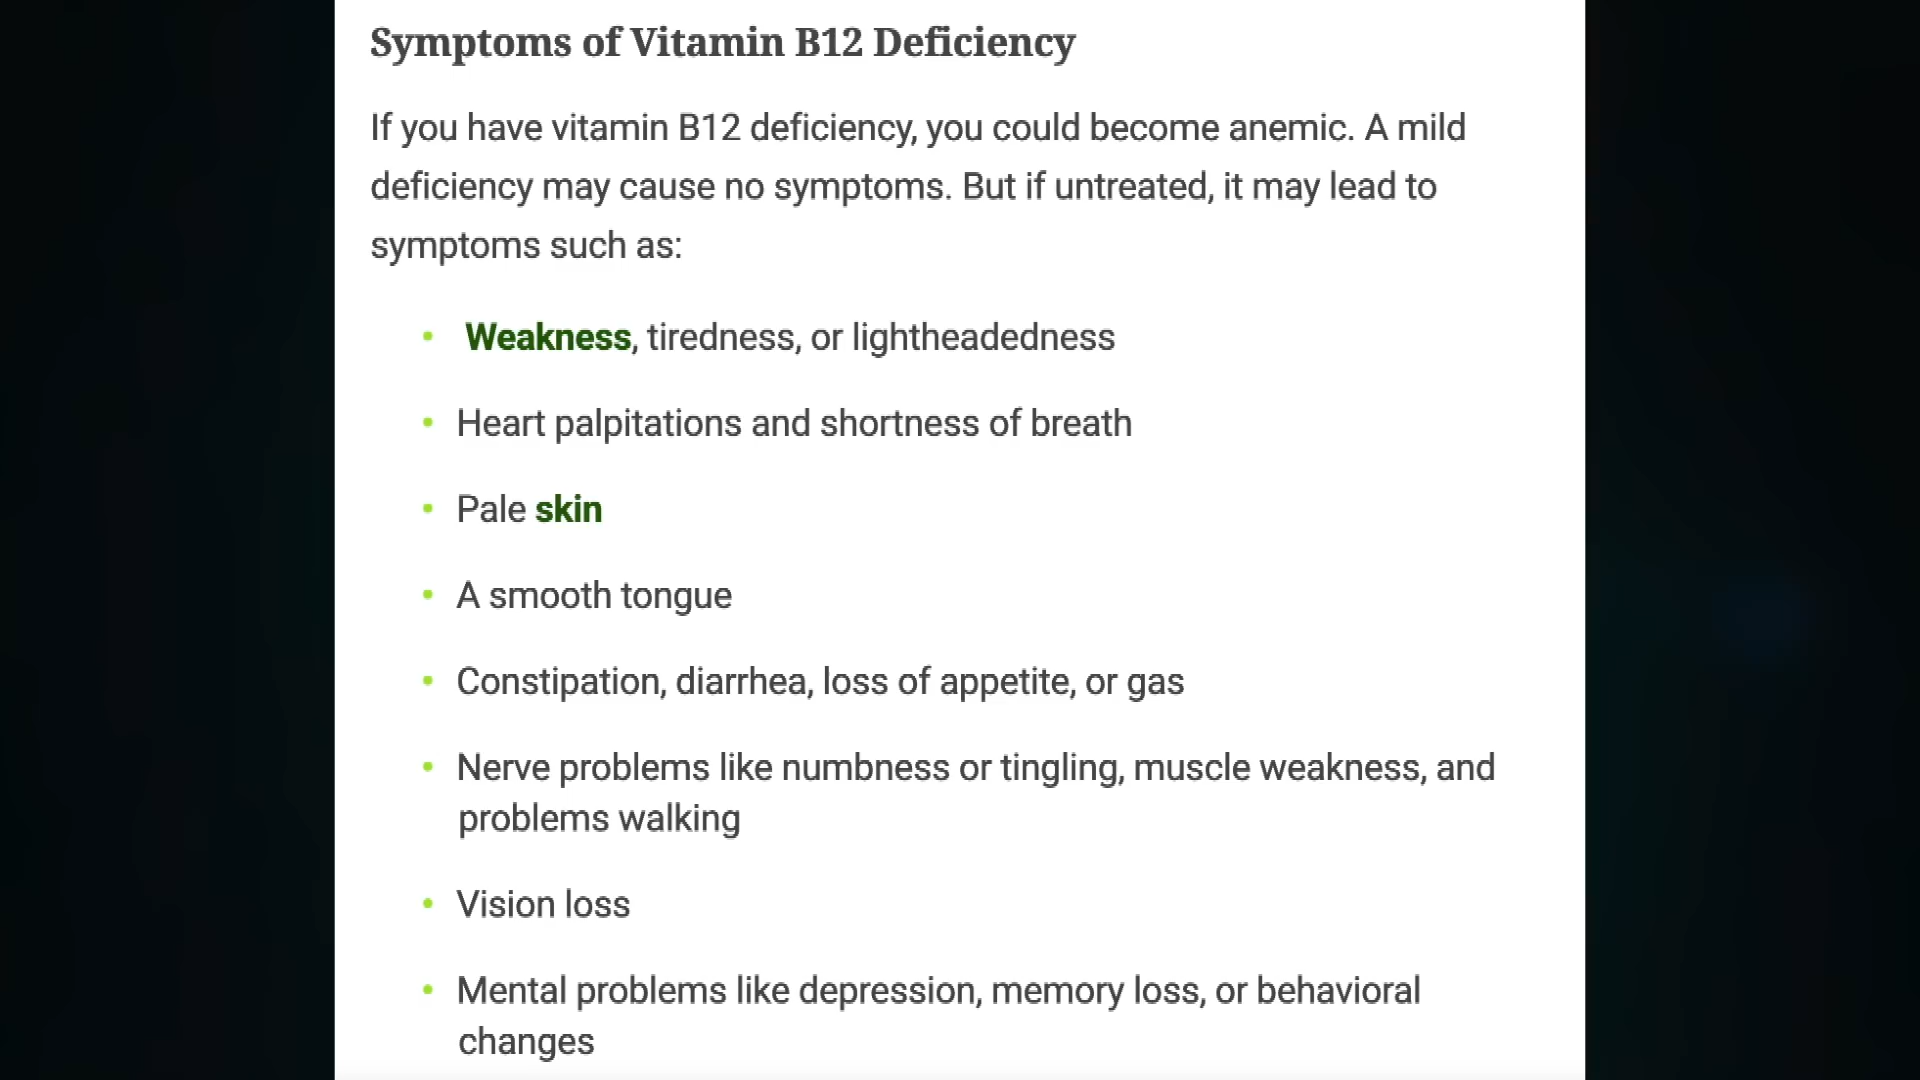 Symptoms of Vitamin B12 Deficiency
If you have vitamin B12 deficiency, you could become anemic. A mild
deficiency may cause no symptoms. But if untreated, it may lead to
symptoms such as:
• Weakness, tiredness, or lightheadedness
• Heart palpitations and shortness of breath
• Pale skin
• A smooth tongue
• Constipation, diarrhea, loss of appetite, or gas
• Nerve problems like numbness or tingling, muscle weakness, and
problems walking
• Vision loss
• Mental problems like depression, memory loss, or behavioral
changes